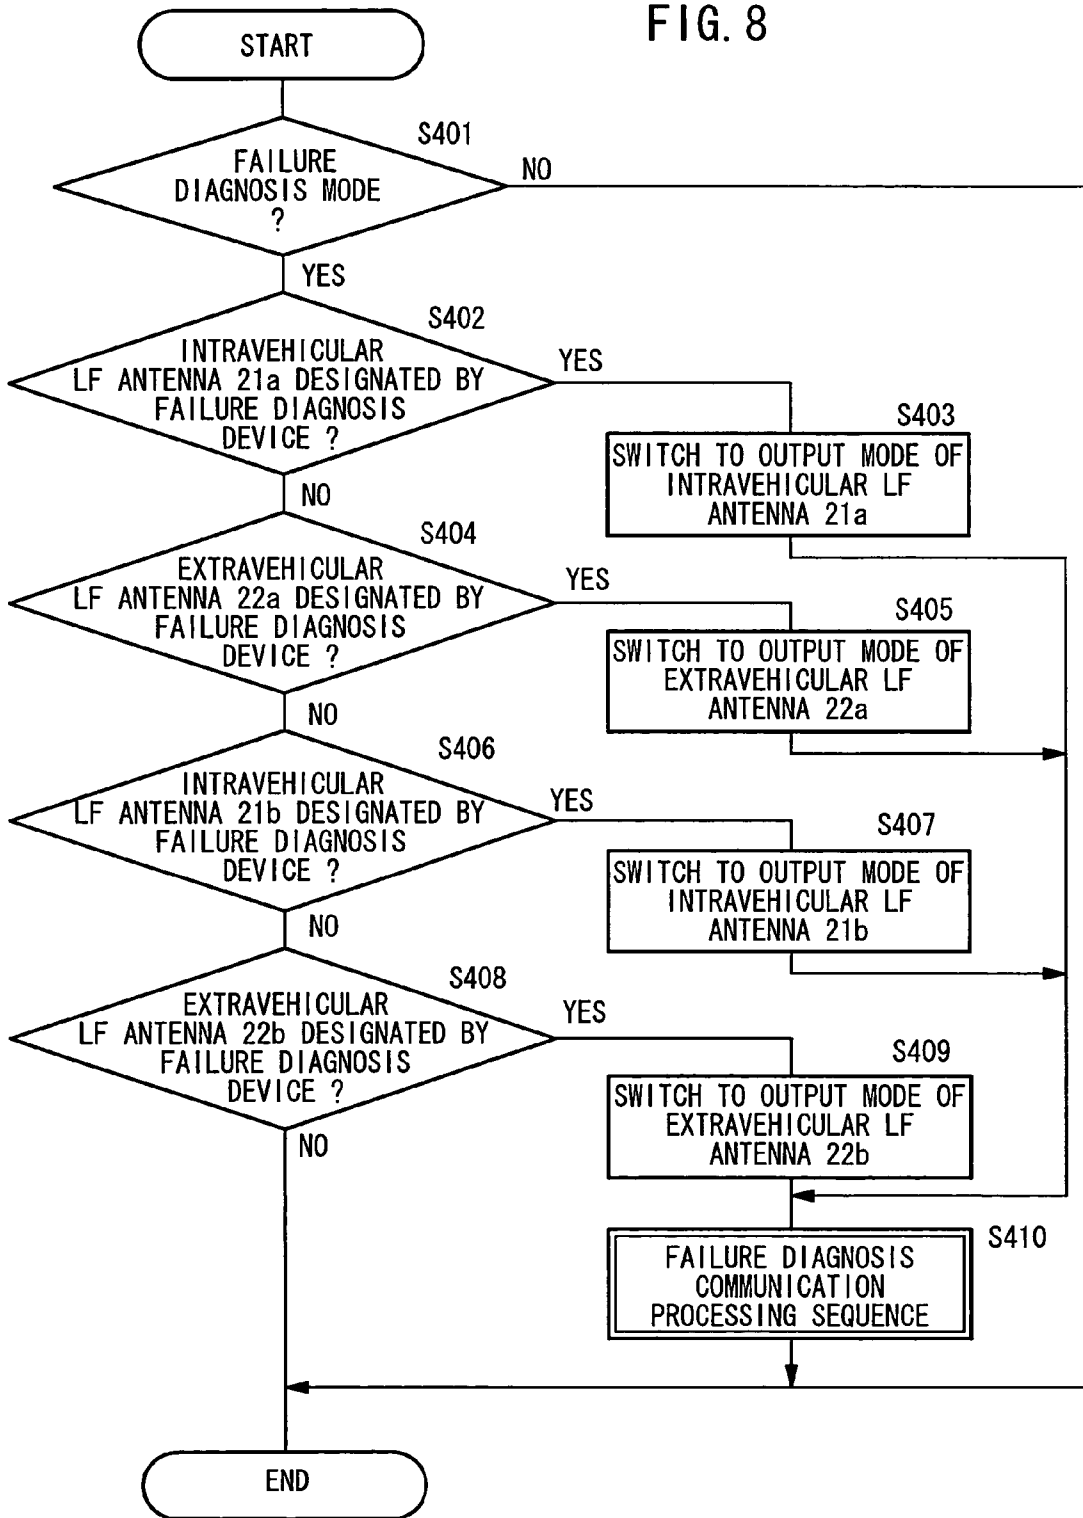 FIG. 8
START
S401
FAILURE
DIAGNOSIS MODE
?
NO
YES
S402
INTRAVEHICULAR
LF ANTENNA 21a DESIGNATED BY
FAILURE DIAGNOSIS
DEVICE ?
YES
NO
S403
SWITCH TO OUTPUT MODE OF
INTRAVEHICULAR LF
ANTENNA 21a
S404
EXTRAVEHICULAR
LF ANTENNA 22a DESIGNATED BY
FAILURE DIAGNOSIS
DEVICE ?
YES
NO
S405
SWITCH TO OUTPUT MODE OF
EXTRAVEHICULAR LF
ANTENNA 22a
S406
INTRAVEHICULAR
LF ANTENNA 21b DESIGNATED BY
FAILURE DIAGNOSIS
DEVICE ?
YES
NO
S407
SWITCH TO OUTPUT MODE OF
INTRAVEHICULAR LF
ANTENNA 21b
S408
EXTRAVEHICULAR
LF ANTENNA 22b DESIGNATED BY
FAILURE DIAGNOSIS
DEVICE ?
YES
NO
S409
SWITCH TO OUTPUT MODE OF
EXTRAVEHICULAR LF
ANTENNA 22b
S410
FAILURE DIAGNOSIS
COMMUNICATION
PROCESSING SEQUENCE
END